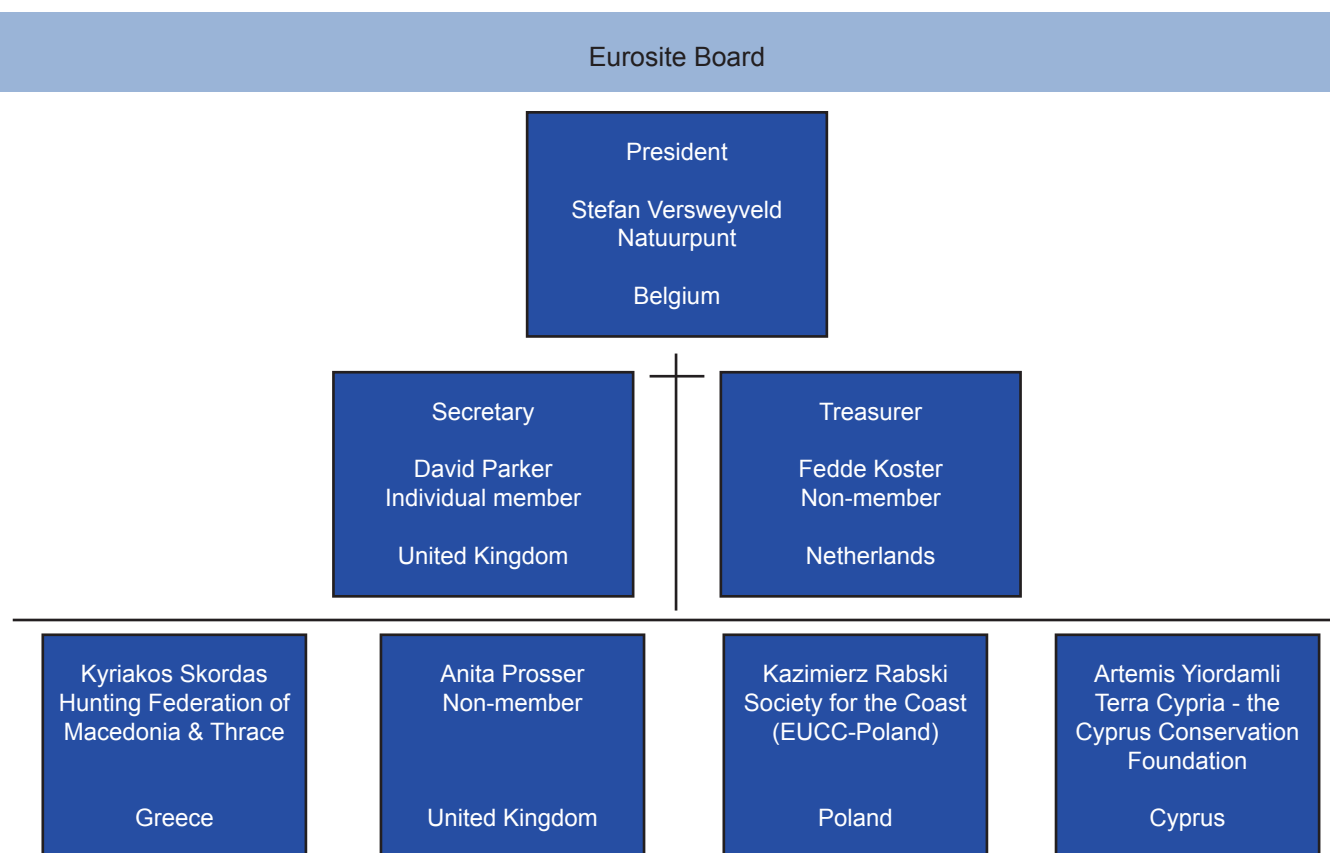 Eurosite Board
President
Stefan Versweyveld
Natuurpunt
Belgium
Secretary
David Parker
Individual member
United Kingdom
Treasurer
Fedde Koster
Non-member
Netherlands
Kyriakos Skordas
Hunting Federation of
Macedonia & Thrace
Greece
Anita Prosser
Non-member
United Kingdom
Kazimierz Rabski
Society for the Coast
(EUCC-Poland)
Poland
Artemis Yiordamli
Terra Cypria - the
Cyprus Conservation
Foundation
Cyprus